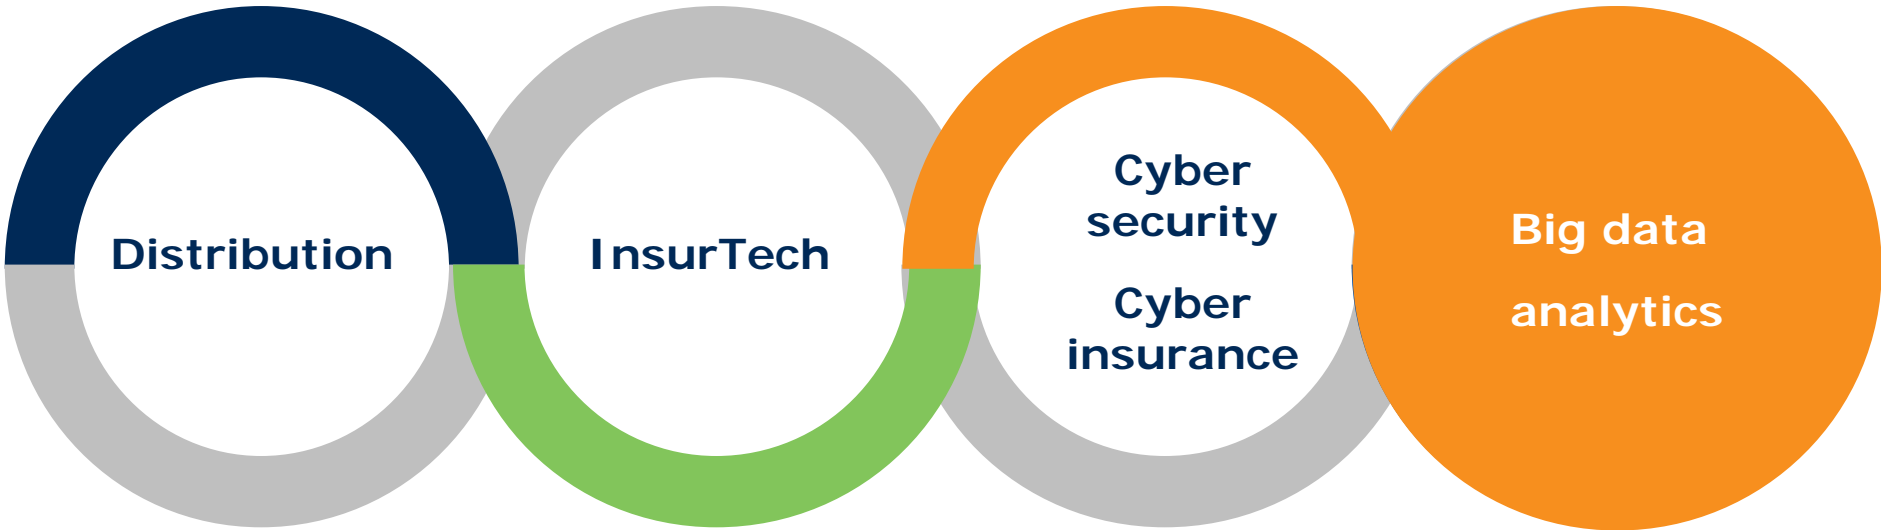 Distribution
InsurTech
Cyber
security
Cyber
insurance
Big data
analytics